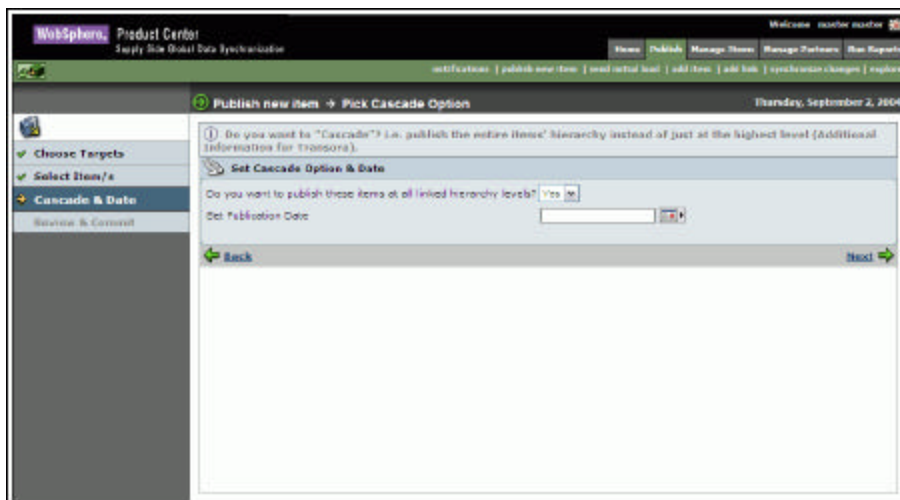 WebSphere. Product Center
Supply Side Global Data Synchronization
Welcome master master
Home Publish Manage Items Manage Partners Run Reports
notifications | publish new item | send initial load | add item | add link | synchronize changes | explore
Publish new item → Pick Cascade Option
Thursday, September 2, 2004
Do you want to "Cascade"? i.e. publish the entire items' hierarchy instead of just at the highest level (Additional
Information for Transora).
Choose Targets
Select Item/s
Cascade & Date
Review & Commit
Set Cascade Option & Date
Do you want to publish these items at all linked hierarchy levels? Yes
Set Publication Date
Back
Next